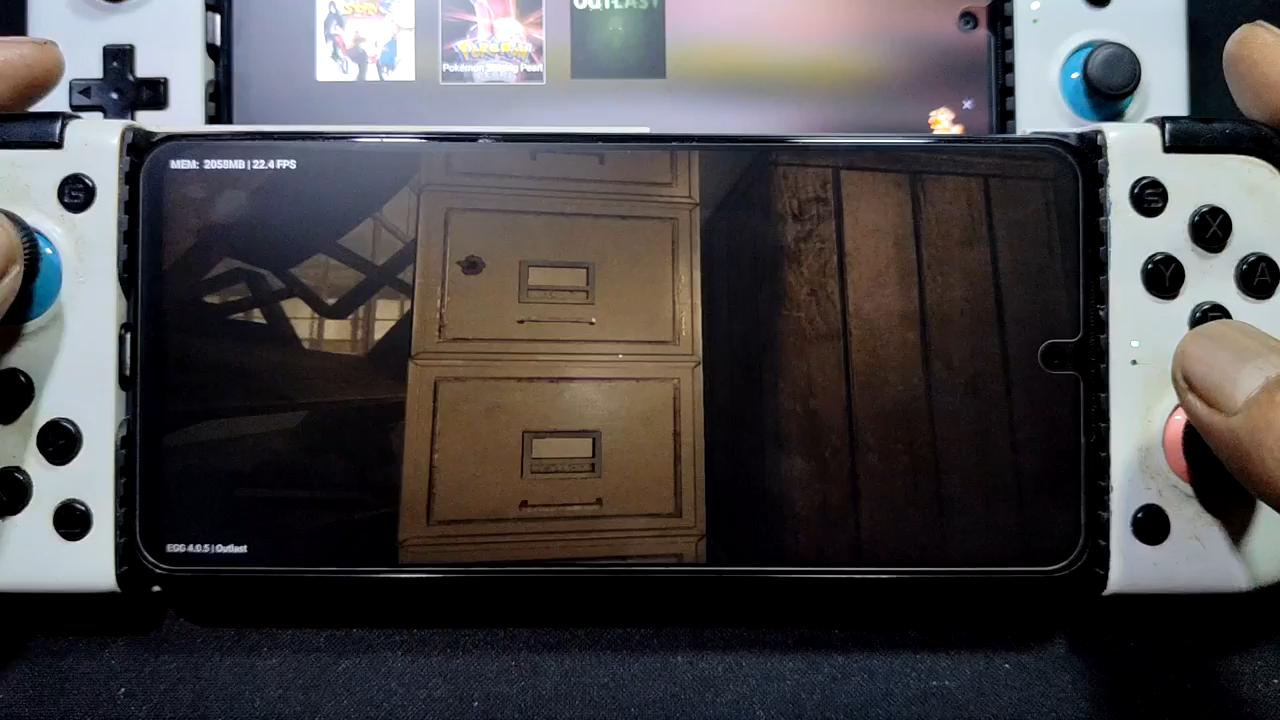 OUTLAST
Pokémon Shining Pearl
MEM: 2058MB | 22.4 FPS
S
X
Y
A
EGG 4.0.5 | Outlast